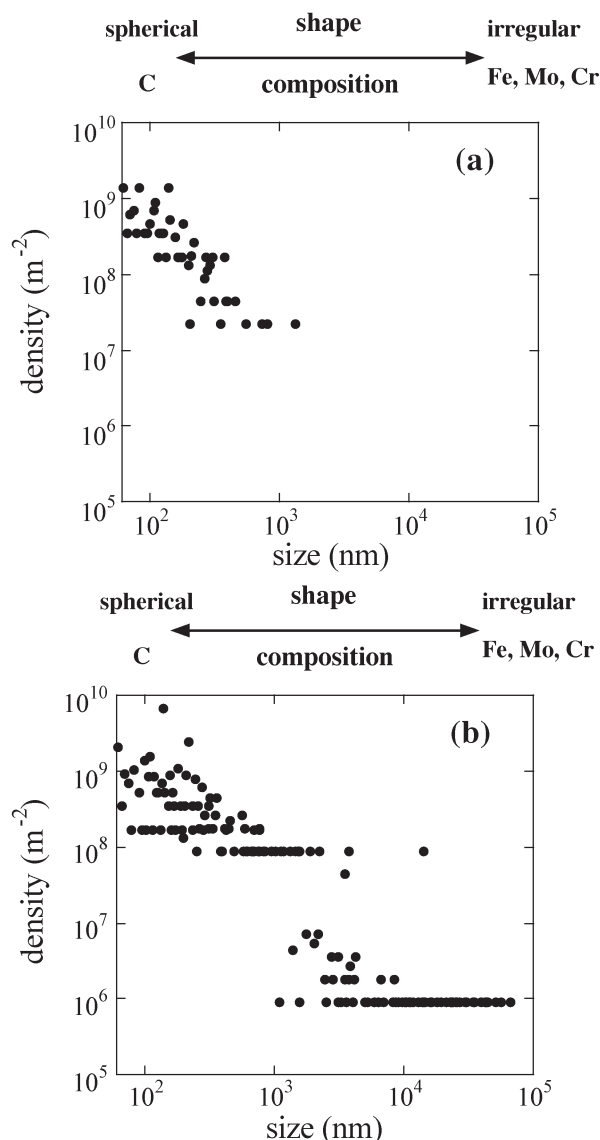 spherical shape irregular
C composition Fe, Mo, Cr
(a)
10^10
10^9
10^8
10^7
10^6
10^5
density (m^-2)
10^2 10^3 10^4 10^5
size (nm)
spherical shape irregular
C composition Fe, Mo, Cr
(b)
10^10
10^9
10^8
10^7
10^6
10^5
density (m^-2)
10^2 10^3 10^4 10^5
size (nm)